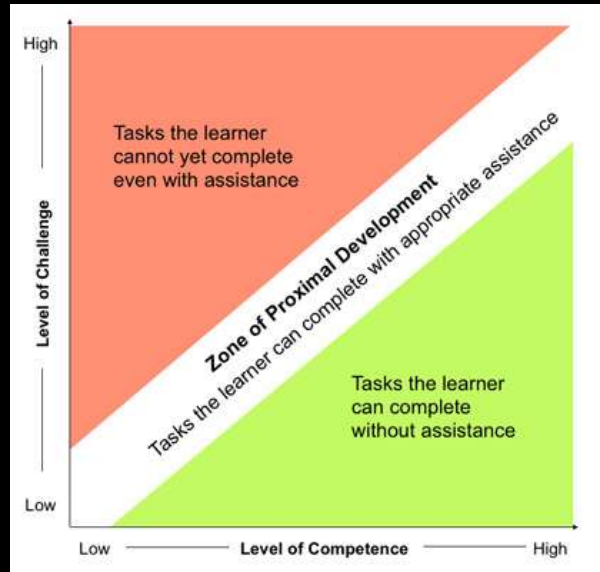 High
Tasks the learner
cannot yet complete
even with assistance
Level of Challenge
Zone of Proximal Development
Tasks the learner can complete with appropriate assistance
Tasks the learner
can complete
without assistance
Low
Low
Level of Competence
High